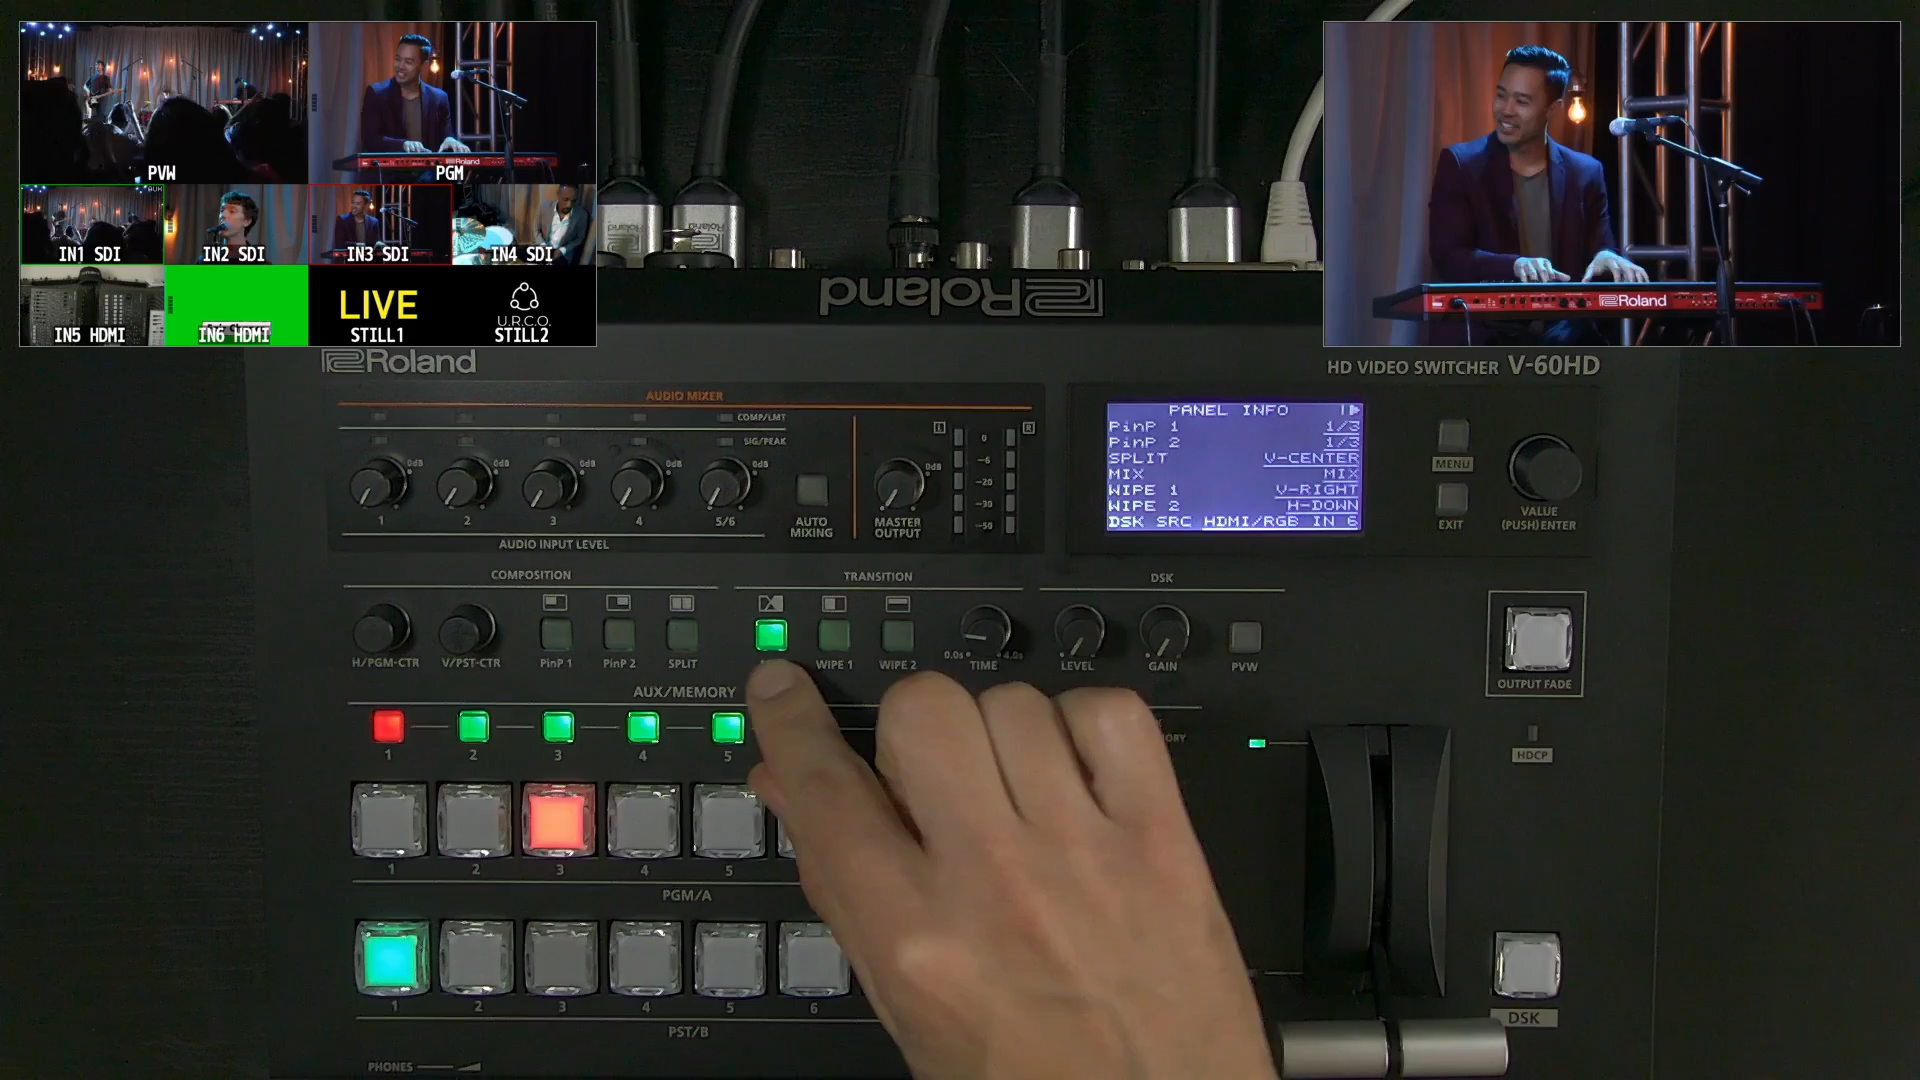 PVW
PGM
Roland
IN1 SDI
IN2 SDI
IN3 SDI
IN4 SDI
IN5 HDMI
IN6 HDMI
LIVE
STILL1
U.R.C.O.
STILL2
Roland
Roland
Roland
HD VIDEO SWITCHER V-60HD
AUDIO MIXER
COMP/LMT
SIG/PEAK
0dB 0dB 0dB 0dB 0dB
1 2 3 4 5/6
AUDIO INPUT LEVEL
AUTO
MIXING
0dB
MASTER
OUTPUT
L R
0
-6
-20
-30
-50
PANEL INFO
PinP 1 1/3
PinP 2 1/3
SPLIT V-CENTER
MIX MIX
WIPE 1 V-RIGHT
WIPE 2 H-DOWN
DSK SRC HDMI/RGB IN 6
MENU
EXIT
VALUE
(PUSH)ENTER
COMPOSITION
TRANSITION
DSK
H/PGM-CTR
V/PST-CTR
PinP 1
PinP 2
SPLIT
WIPE 1
WIPE 2
0.0s 4.0s
TIME
LEVEL
GAIN
PVW
OUTPUT FADE
AUX/MEMORY
1 2 3 4 5
HDCP
1 2 3 4 5
PGM/A
1 2 3 4 5 6
PST/B
DSK
PHONES